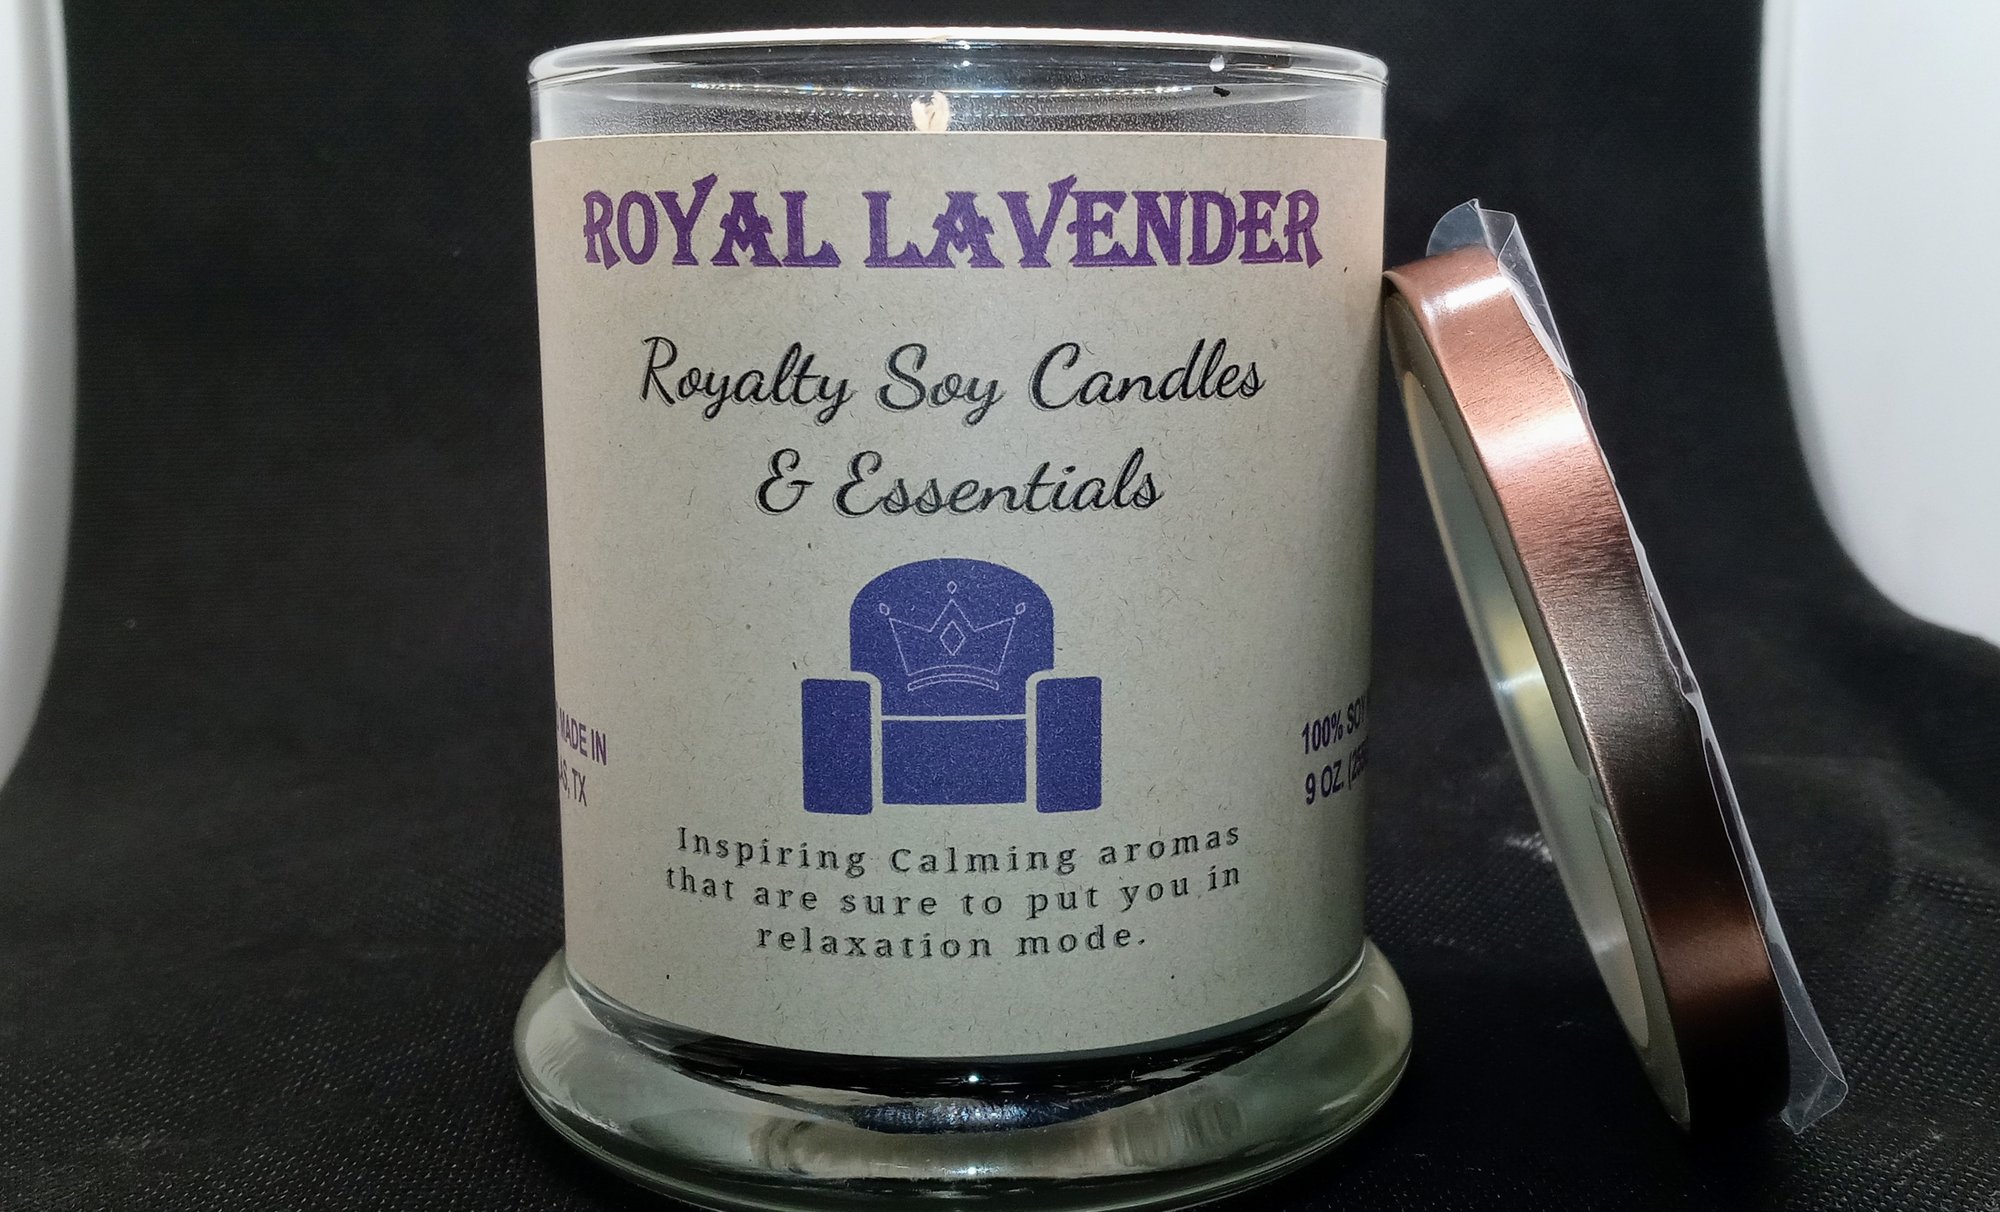 ROYAL LAVENDER
Royalty Soy Candles
& Essentials
MADE IN
TX
100% SOY
9 OZ.
Inspiring Calming aromas
that are sure to put you in
relaxation mode.